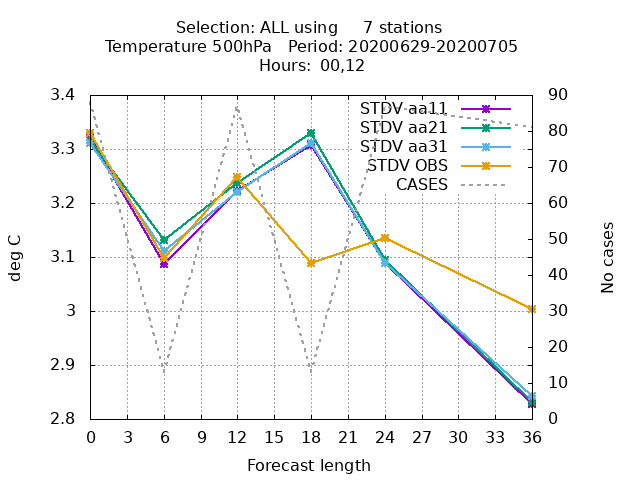 Selection: ALL using     7 stations
Temperature 500hPa   Period: 20200629-20200705
Hours:  00,12
STDV aa11
STDV aa21
STDV aa31
STDV OBS
CASES
3.4
3.3
3.2
3.1
3
2.9
2.8
deg C
90
80
70
60
50
40
30
20
10
0
No cases
0 3 6 9 12 15 18 21 24 27 30 33 36
Forecast length